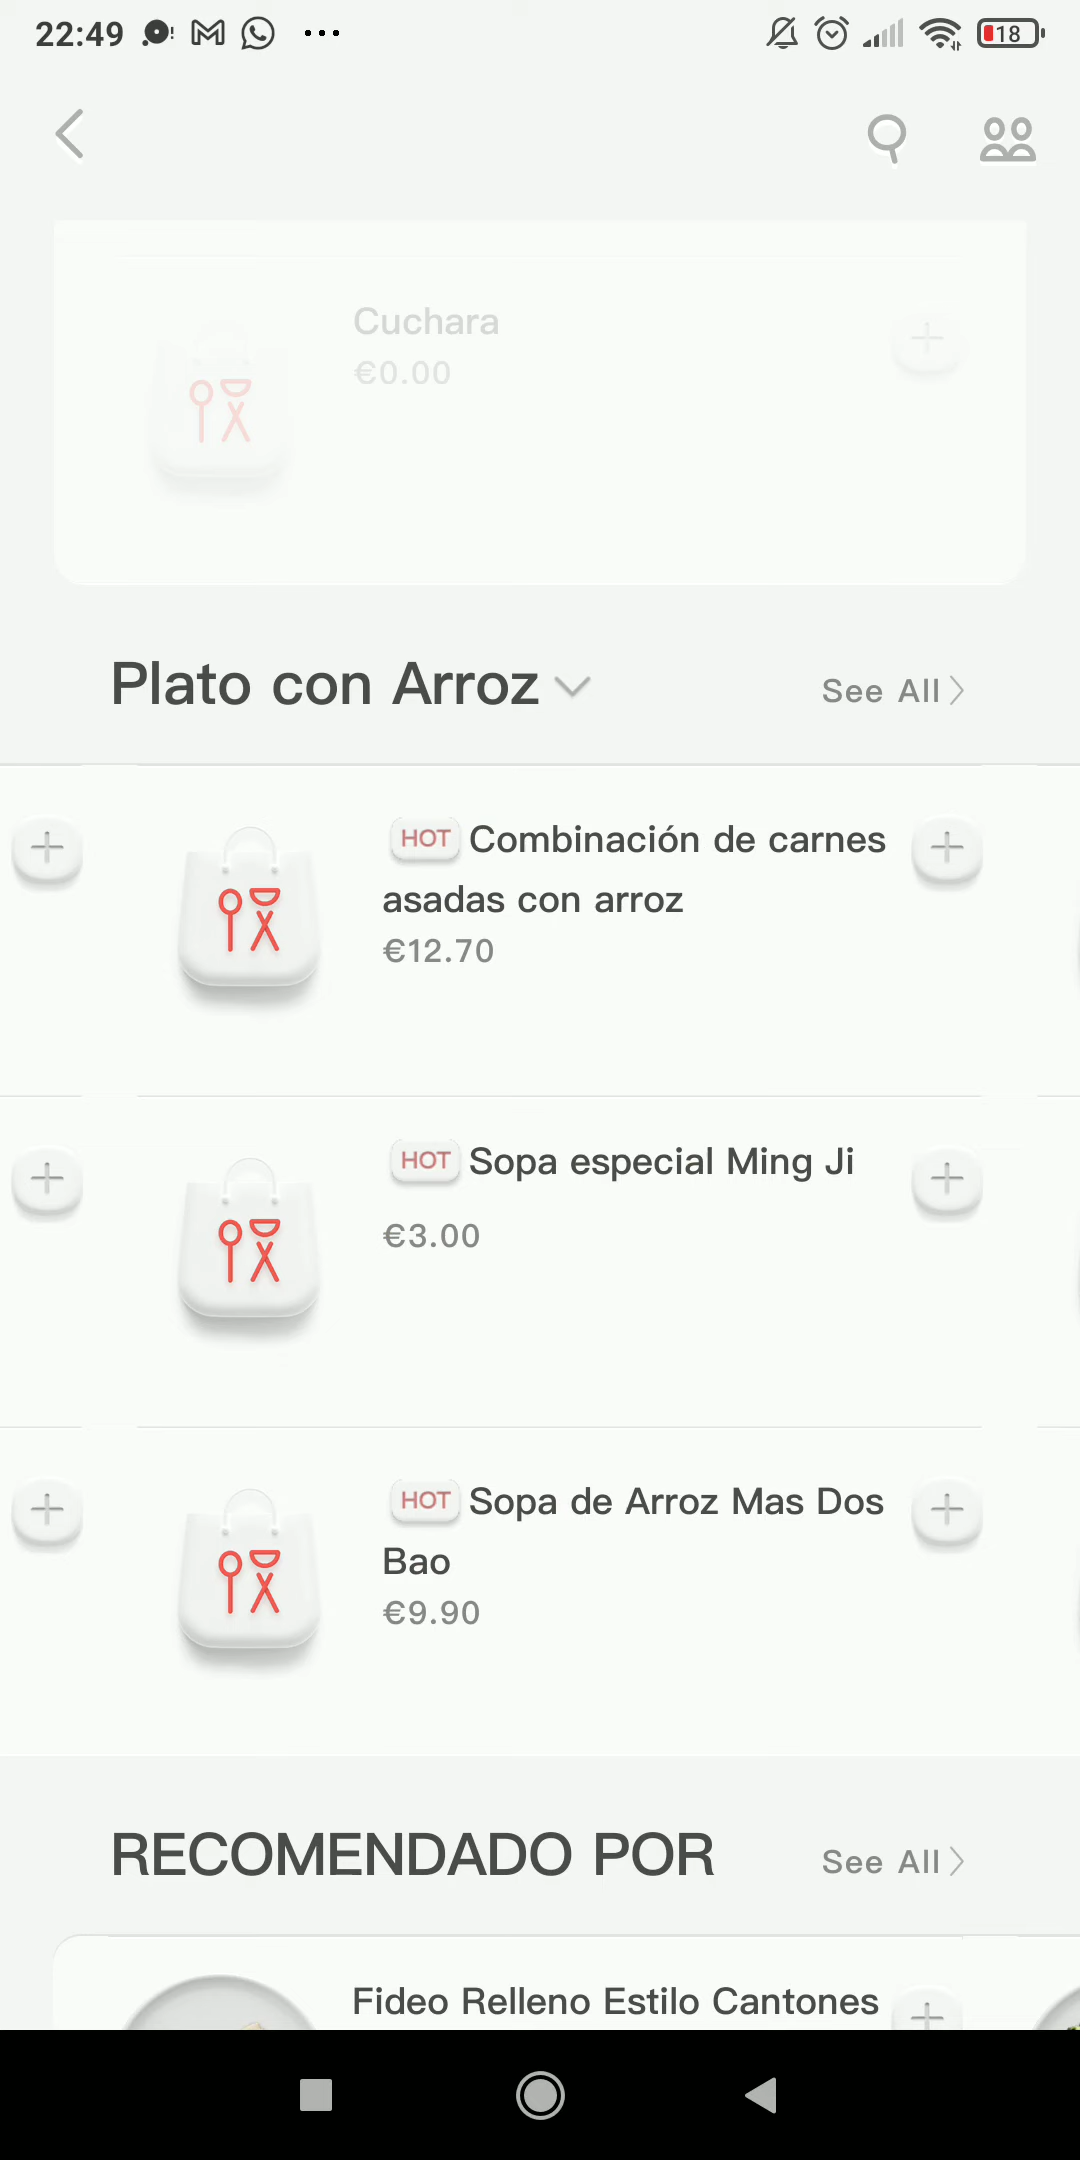 22:49
18
Cuchara
€0.00
Plato con Arroz
See All
HOT Combinación de carnes
asadas con arroz
€12.70
HOT Sopa especial Ming Ji
€3.00
HOT Sopa de Arroz Mas Dos
Bao
€9.90
RECOMENDADO POR
See All
Fideo Relleno Estilo Cantones